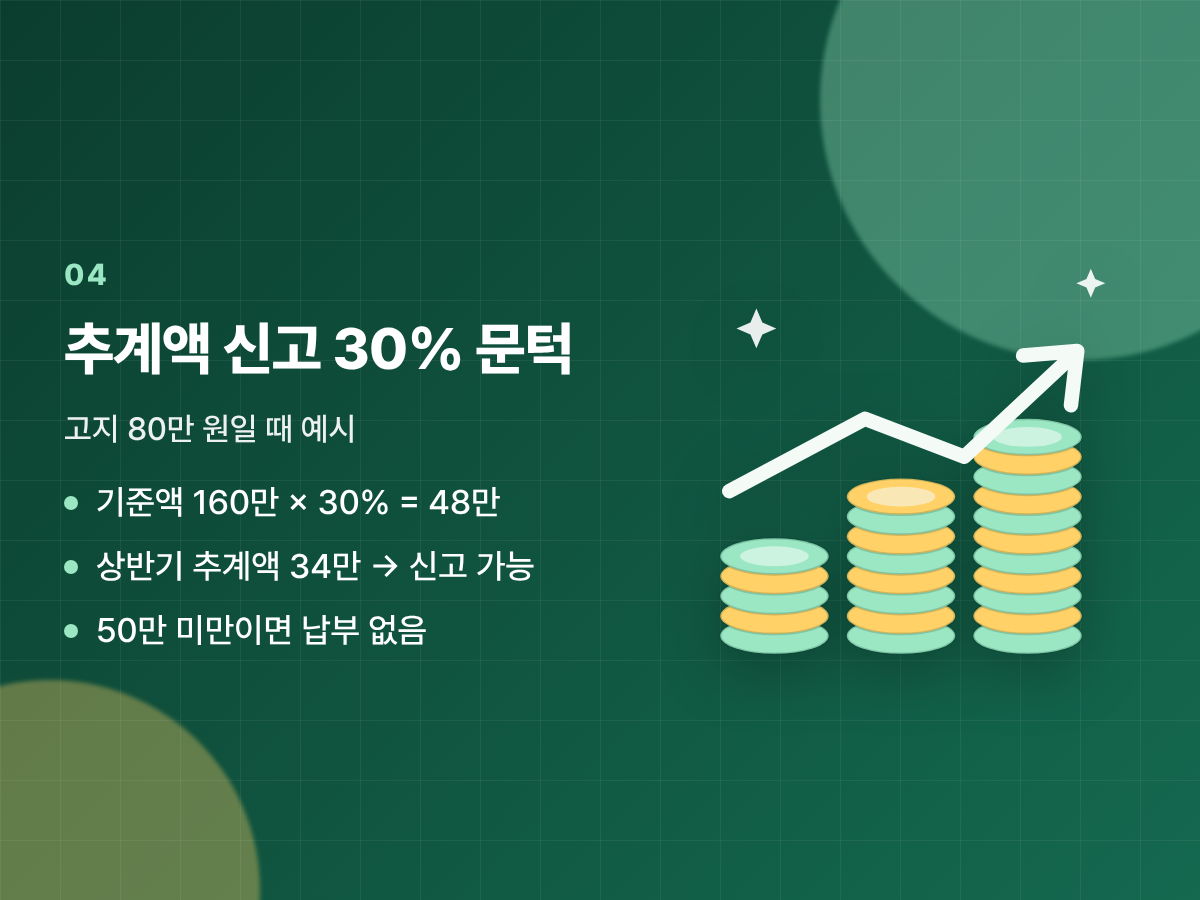 04
추계액 신고 30% 문턱
고지 80만 원일 때 예시
기준액 160만 × 30% = 48만
상반기 추계액 34만 → 신고 가능
50만 미만이면 납부 없음